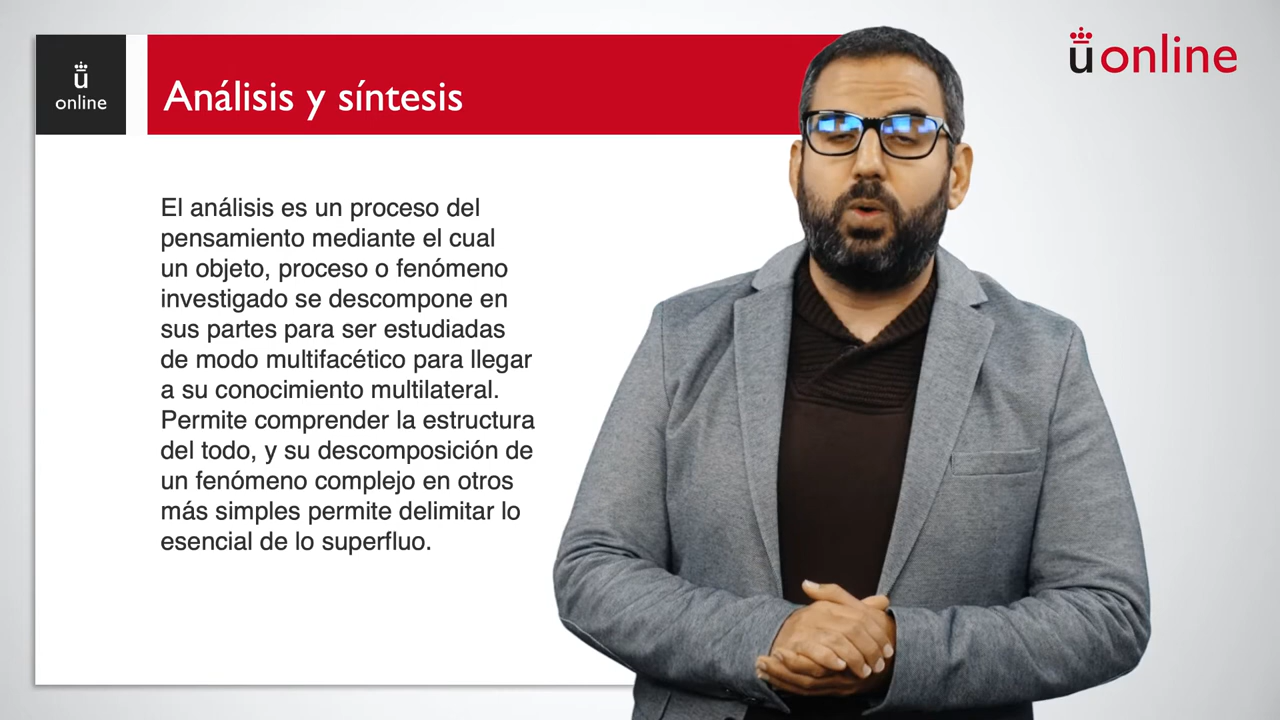 ü
online
Análisis y síntesis
üonline
El análisis es un proceso del
pensamiento mediante el cual
un objeto, proceso o fenómeno
investigado se descompone en
sus partes para ser estudiadas
de modo multifacético para llegar
a su conocimiento multilateral.
Permite comprender la estructura
del todo, y su descomposición de
un fenómeno complejo en otros
más simples permite delimitar lo
esencial de lo superfluo.